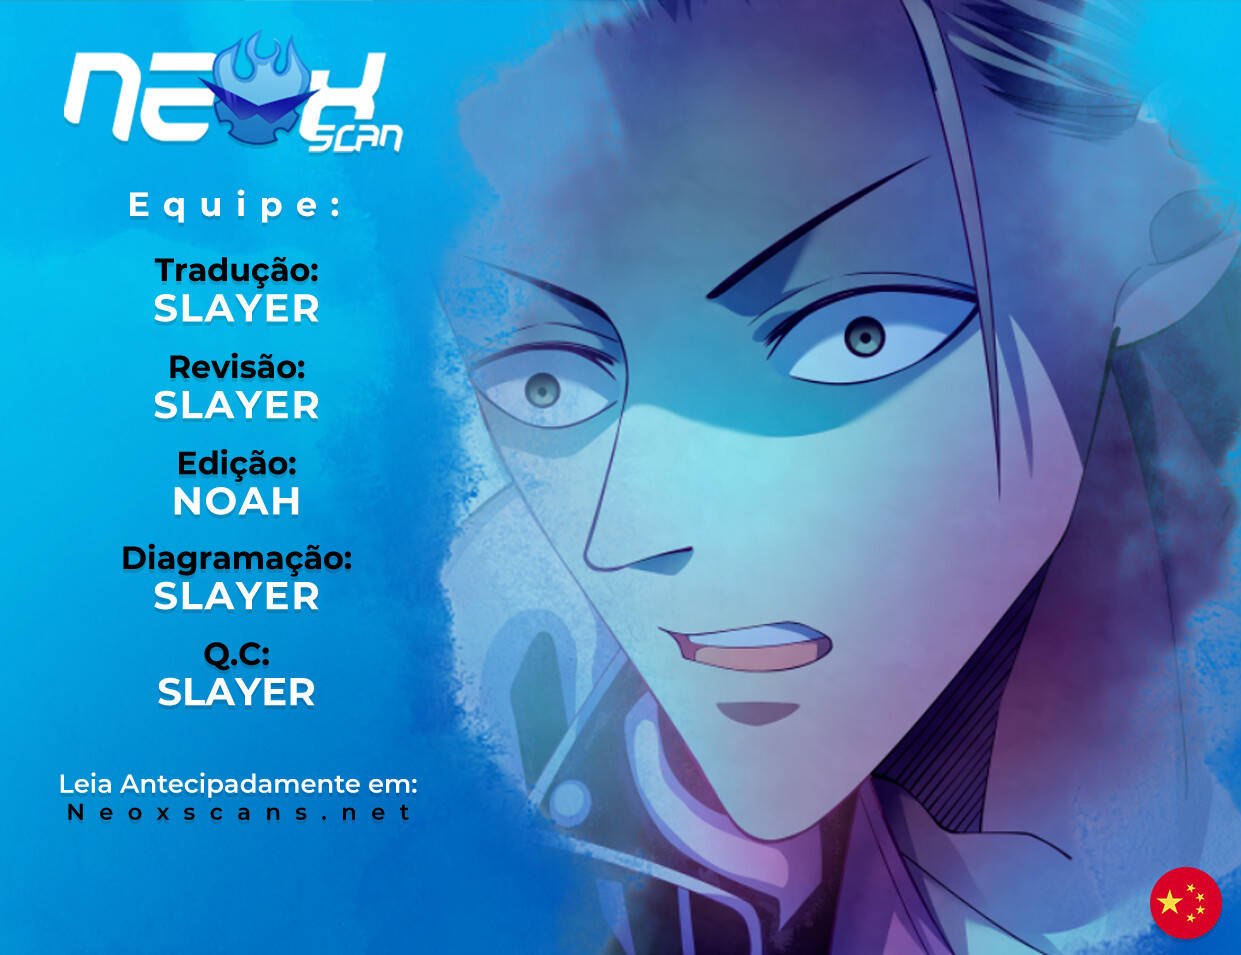 NEOX
SCAN
Equipe:
Tradução:
SLAYER
Revisão:
SLAYER
Edição:
NOAH
Diagramação:
SLAYER
Q.C:
SLAYER
Leia Antecipadamente em:
Neoxscans.net